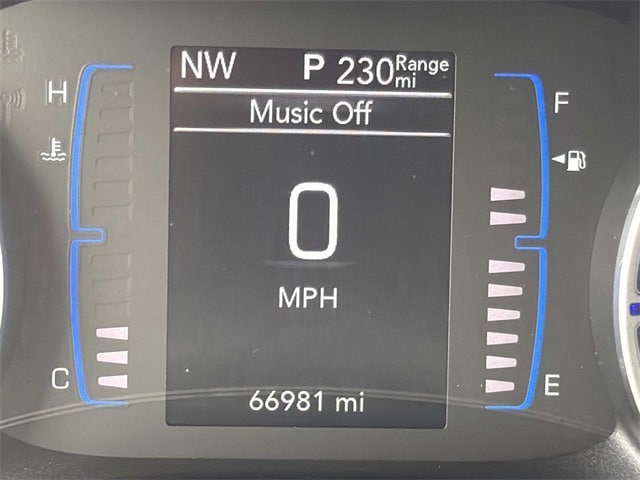 NW P 230 Range mi
Music Off
H
F
0
MPH
C
E
66981 mi